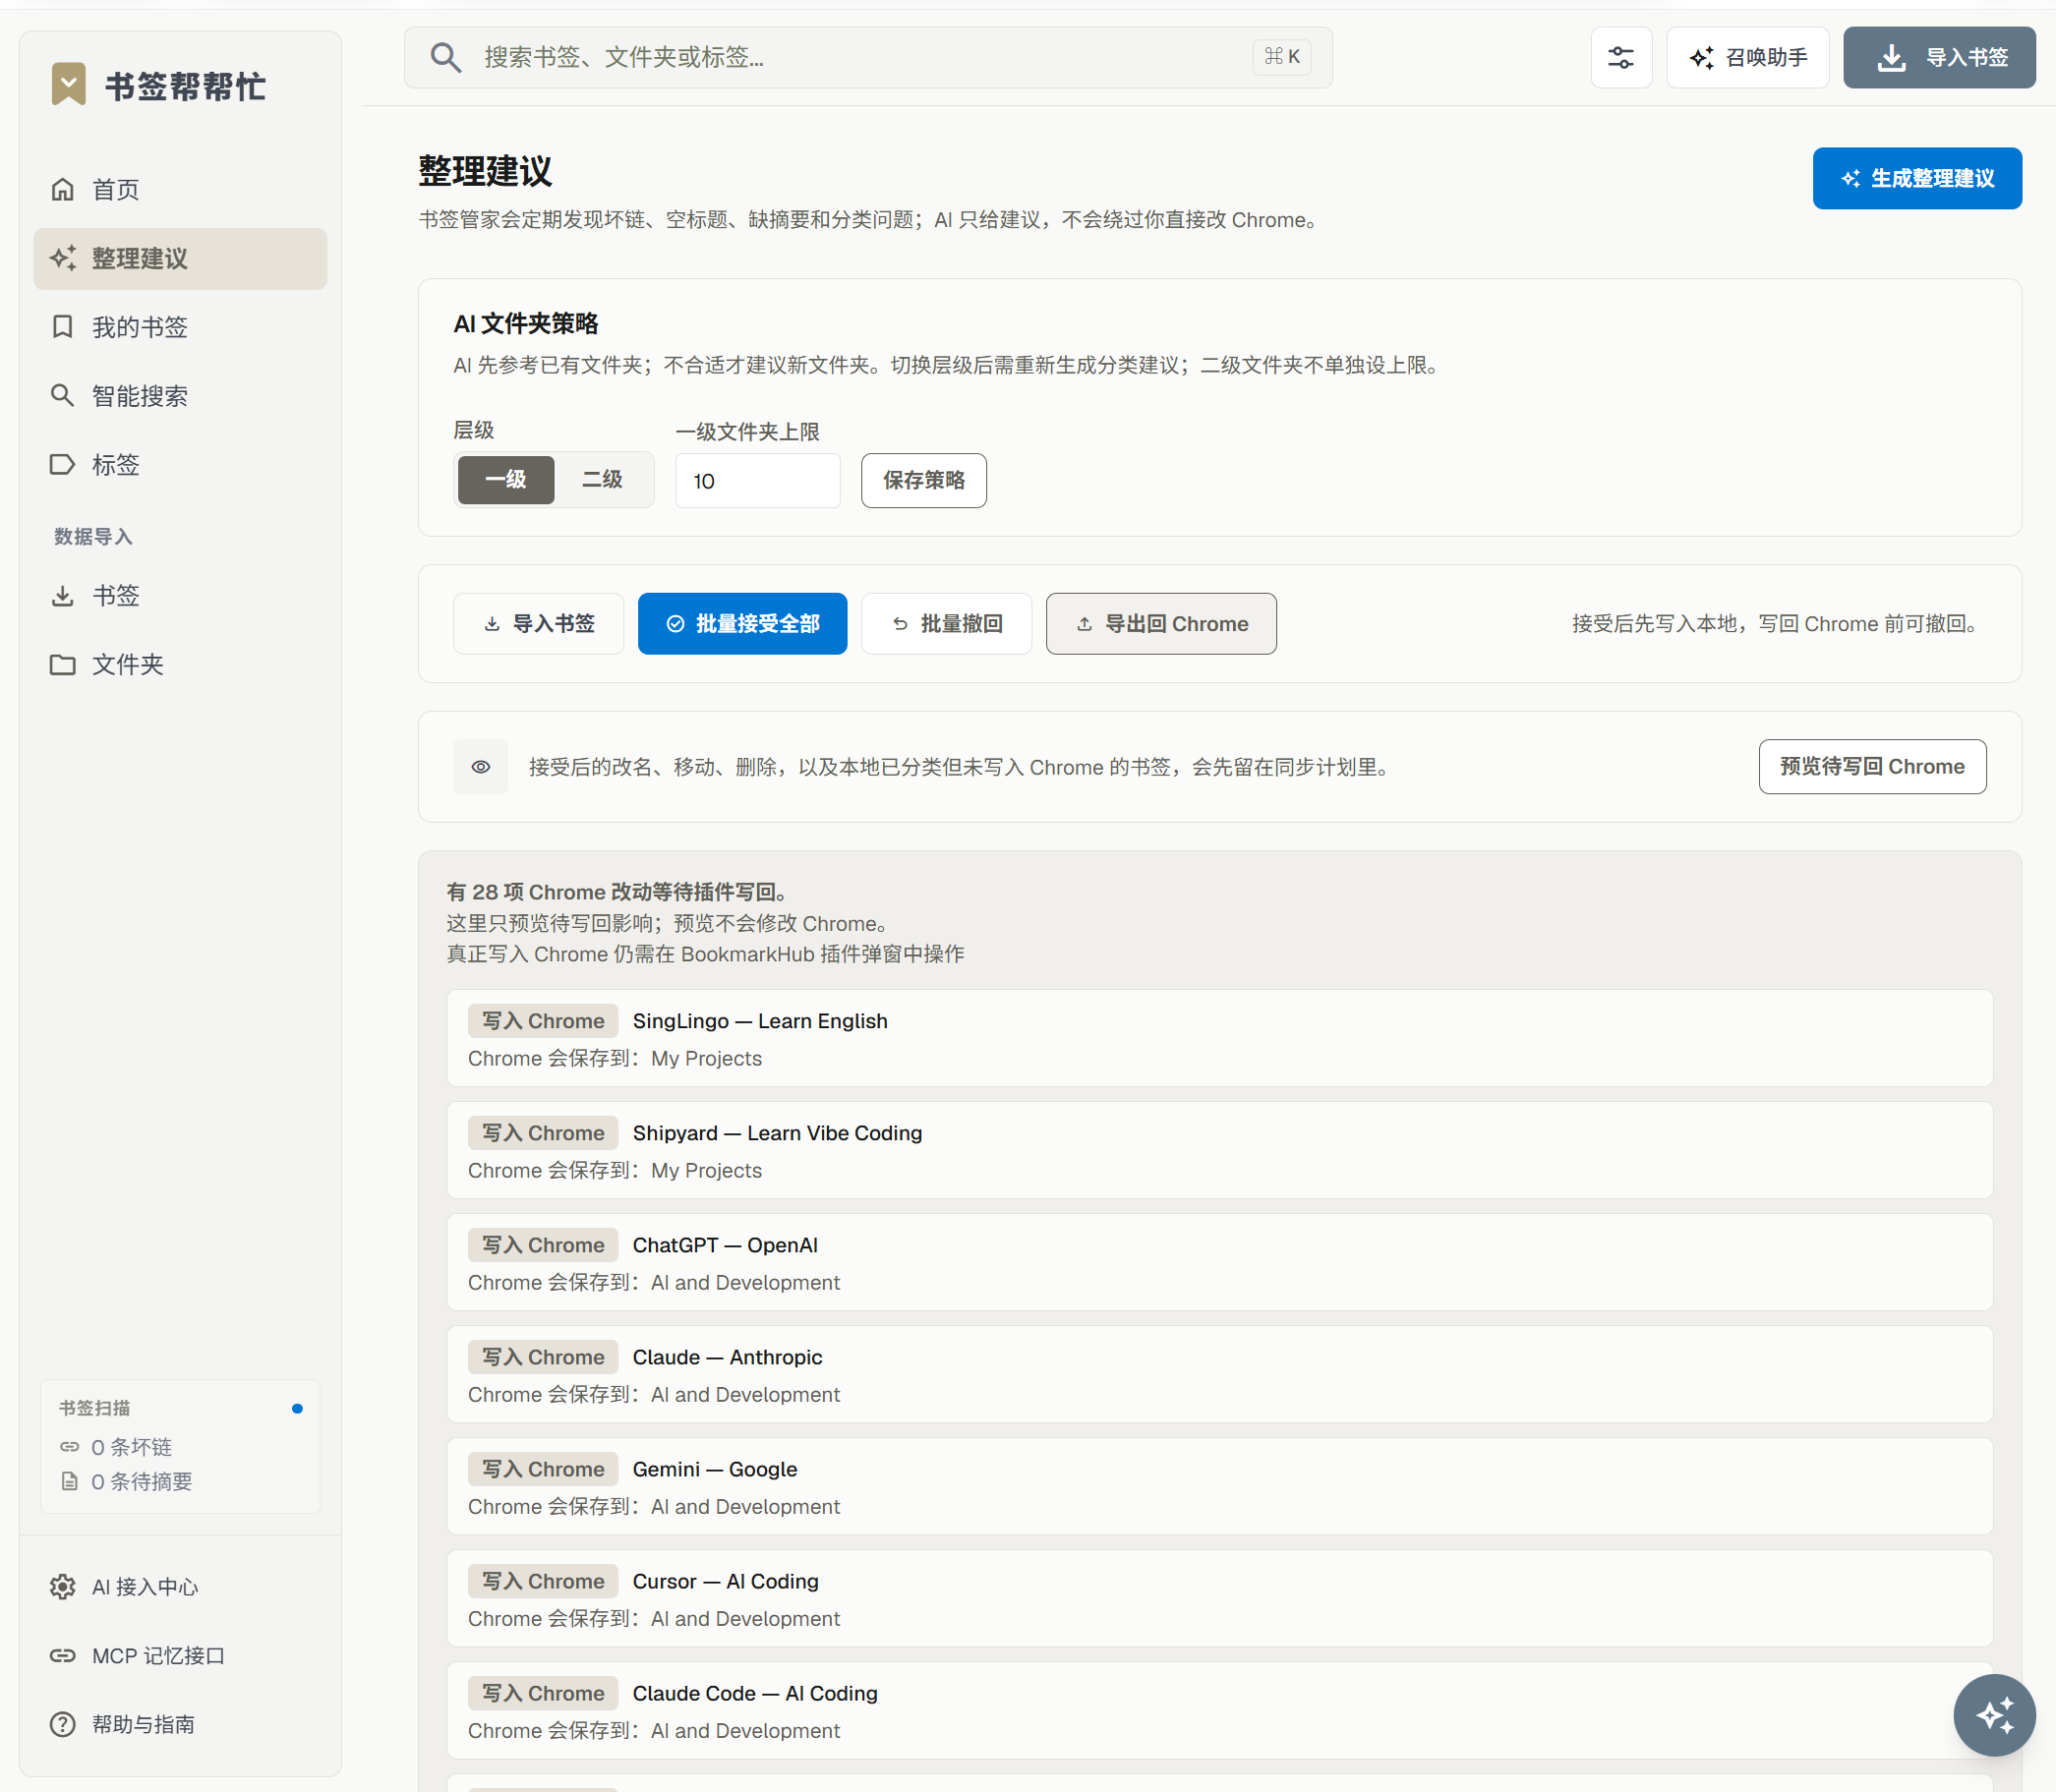 书签帮帮忙
首页
整理建议
我的书签
智能搜索
标签
数据导入
书签
文件夹
书签扫描
0 条坏链
0 条待摘要
AI 接入中心
MCP 记忆接口
帮助与指南
搜索书签、文件夹或标签...
⌘ K
召唤助手
导入书签
整理建议
书签管家会定期发现坏链、空标题、缺摘要和分类问题；AI 只给建议，不会绕过你直接改 Chrome。
生成整理建议
AI 文件夹策略
AI 先参考已有文件夹；不合适才建议新文件夹。切换层级后需重新生成分类建议；二级文件夹不单独设上限。
层级
一级文件夹上限
一级 二级
10
保存策略
导入书签
批量接受全部
批量撤回
导出回 Chrome
接受后先写入本地，写回 Chrome 前可撤回。
接受后的改名、移动、删除，以及本地已分类但未写入 Chrome 的书签，会先留在同步计划里。
预览待写回 Chrome
有 28 项 Chrome 改动等待插件写回。
这里只预览待写回影响；预览不会修改 Chrome。
真正写入 Chrome 仍需在 BookmarkHub 插件弹窗中操作
写入 Chrome SingLingo — Learn English
Chrome 会保存到：My Projects
写入 Chrome Shipyard — Learn Vibe Coding
Chrome 会保存到：My Projects
写入 Chrome ChatGPT — OpenAI
Chrome 会保存到：AI and Development
写入 Chrome Claude — Anthropic
Chrome 会保存到：AI and Development
写入 Chrome Gemini — Google
Chrome 会保存到：AI and Development
写入 Chrome Cursor — AI Coding
Chrome 会保存到：AI and Development
写入 Chrome Claude Code — AI Coding
Chrome 会保存到：AI and Development